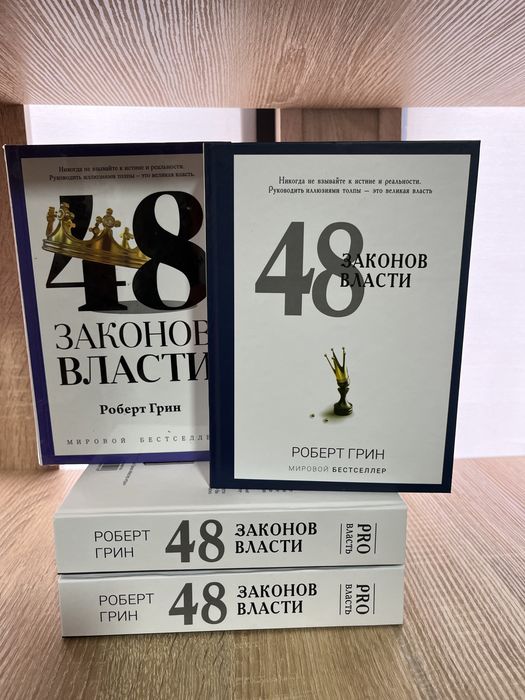 Никогда не взывайте к истине и реальности.
Руководить иллюзиями толпы — это великая власть.
48
ЗАКОНОВ
ВЛАСТИ
Роберт Грин
МИРОВОЙ БЕСТСЕЛЛЕР
Никогда не взывайте к истине и реальности.
Руководить иллюзиями толпы — это великая власть
48 ЗАКОНОВ
ВЛАСТИ
РОБЕРТ ГРИН
МИРОВОЙ БЕСТСЕЛЛЕР
РОБЕРТ
ГРИН
48
ЗАКОНОВ
ВЛАСТИ
PRO
власть
РОБЕРТ
ГРИН
48
ЗАКОНОВ
ВЛАСТИ
PRO
власть